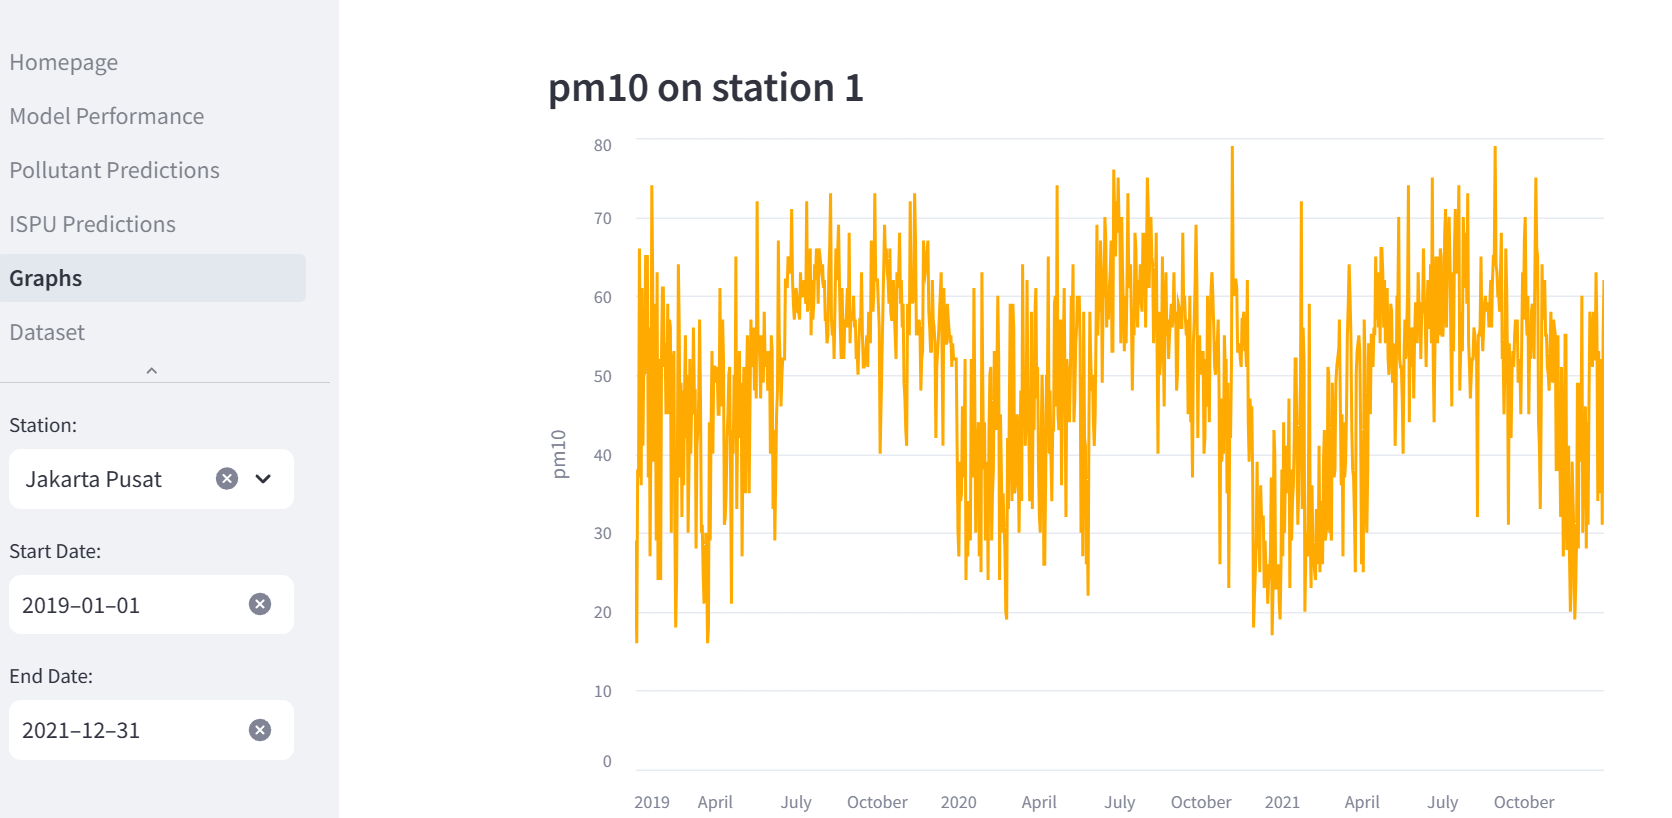 Homepage
Model Performance
Pollutant Predictions
ISPU Predictions
Graphs
Dataset
Station:
Jakarta Pusat
Start Date:
2019-01-01
End Date:
2021-12-31
pm10 on station 1
80
70
60
50
40
30
20
10
0
pm10
2019 April July October 2020 April July October 2021 April July October